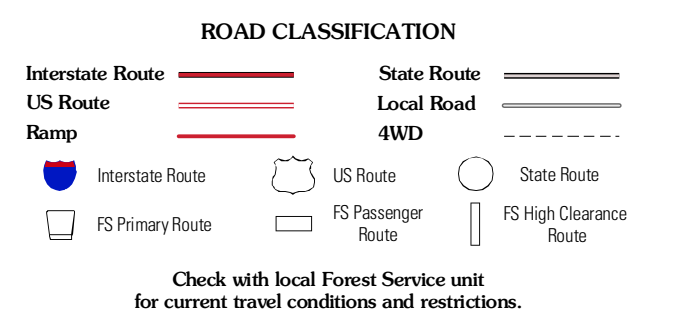 ROAD CLASSIFICATION
Interstate Route
State Route
US Route
Local Road
Ramp
4WD
Interstate Route
US Route
State Route
FS Primary Route
FS Passenger
Route
FS High Clearance
Route
Check with local Forest Service unit
for current travel conditions and restrictions.